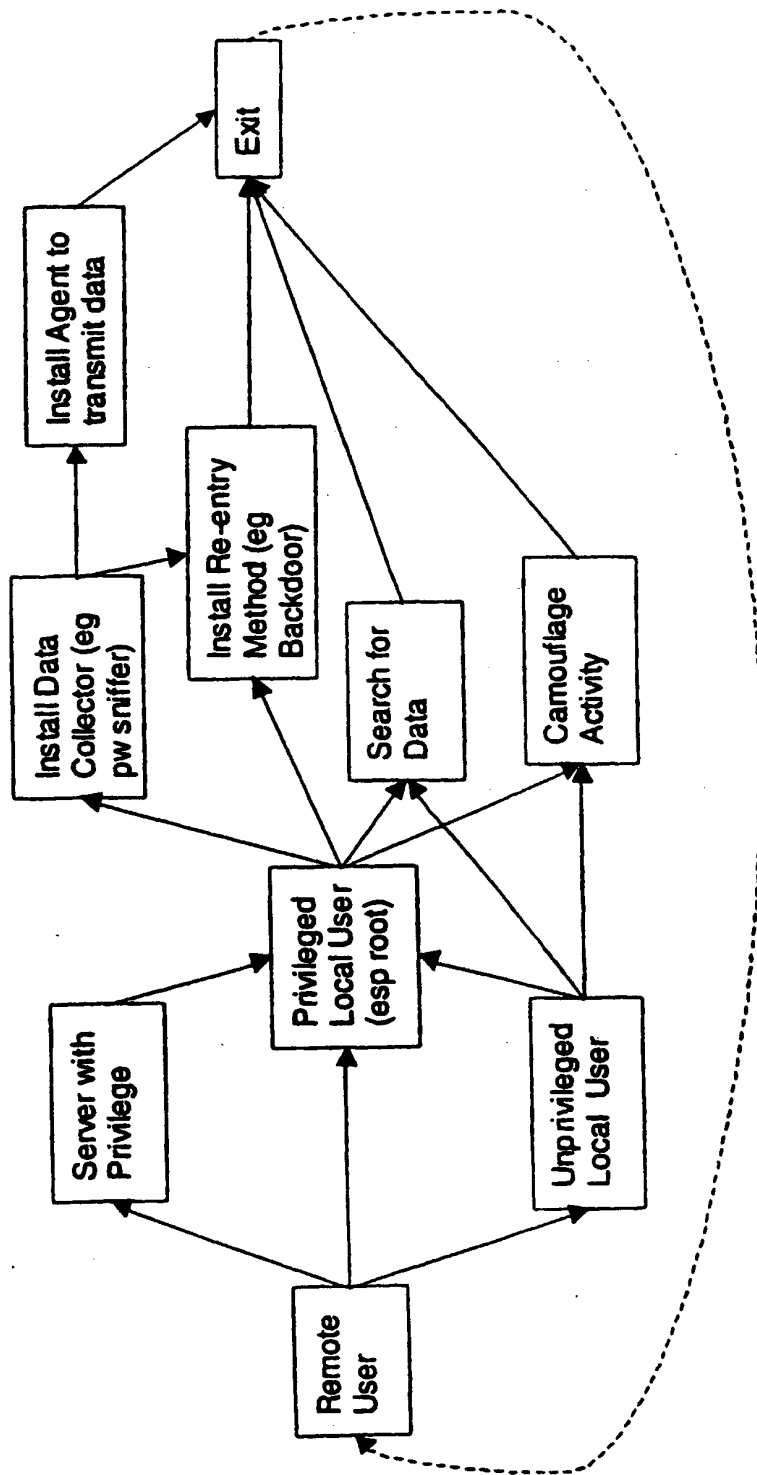 Remote
User
Server with
Privilege
Privileged
Local User
(esp root)
Unprivileged
Local User
Install Data
Collector (eg
pw sniffer)
Install Re-entry
Method (eg
Backdoor)
Search for
Data
Camouflage
Activity
Install Agent to
transmit data
Exit